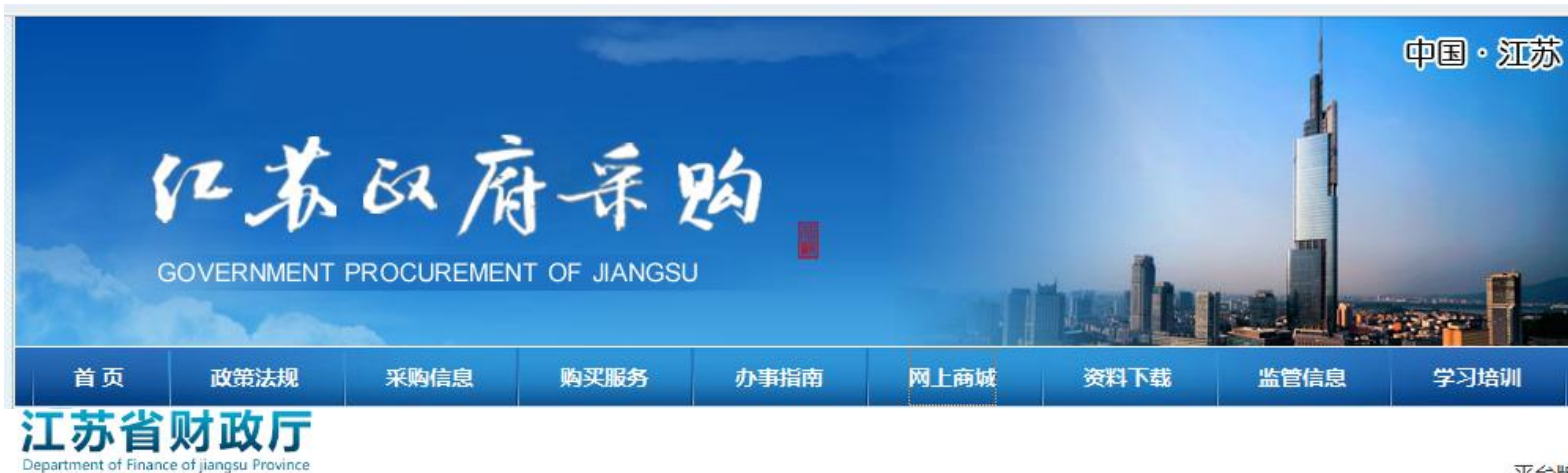 中国·江苏
江苏政府采购
GOVERNMENT PROCUREMENT OF JIANGSU
首页 政策法规 采购信息 购买服务 办事指南 网上商城 资料下载 监管信息 学习培训
江苏省财政厅
Department of Finance of jiangsu Province